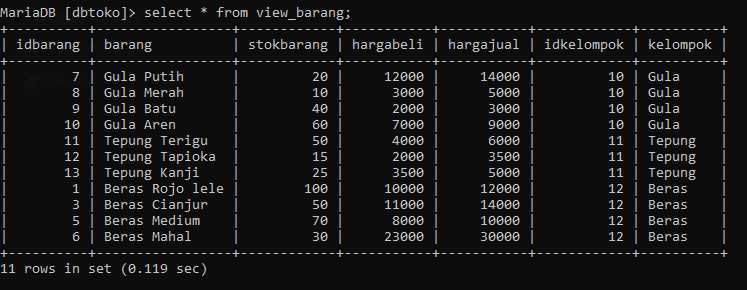 MariaDB [dbtoko]> select * from view_barang;
+----------+-----------------+------------+-----------+-----------+------------+----------+
| idbarang | barang          | stokbarang | hargabeli | hargajual | idkelompok | kelompok |
+----------+-----------------+------------+-----------+-----------+------------+----------+
|        7 | Gula Putih      |         20 |     12000 |     14000 |         10 | Gula     |
|        8 | Gula Merah      |         10 |      3000 |      5000 |         10 | Gula     |
|        9 | Gula Batu       |         40 |      2000 |      3000 |         10 | Gula     |
|       10 | Gula Aren       |         60 |      7000 |      9000 |         10 | Gula     |
|       11 | Tepung Terigu   |         50 |      4000 |      6000 |         11 | Tepung   |
|       12 | Tepung Tapioka  |         15 |      2000 |      3500 |         11 | Tepung   |
|       13 | Tepung Kanji    |         25 |      3500 |      5000 |         11 | Tepung   |
|        1 | Beras Rojo lele |        100 |     10000 |     12000 |         12 | Beras    |
|        3 | Beras Cianjur   |         50 |     11000 |     14000 |         12 | Beras    |
|        5 | Beras Medium    |         70 |      8000 |     10000 |         12 | Beras    |
|        6 | Beras Mahal     |         30 |     23000 |     30000 |         12 | Beras    |
+----------+-----------------+------------+-----------+-----------+------------+----------+
11 rows in set (0.119 sec)